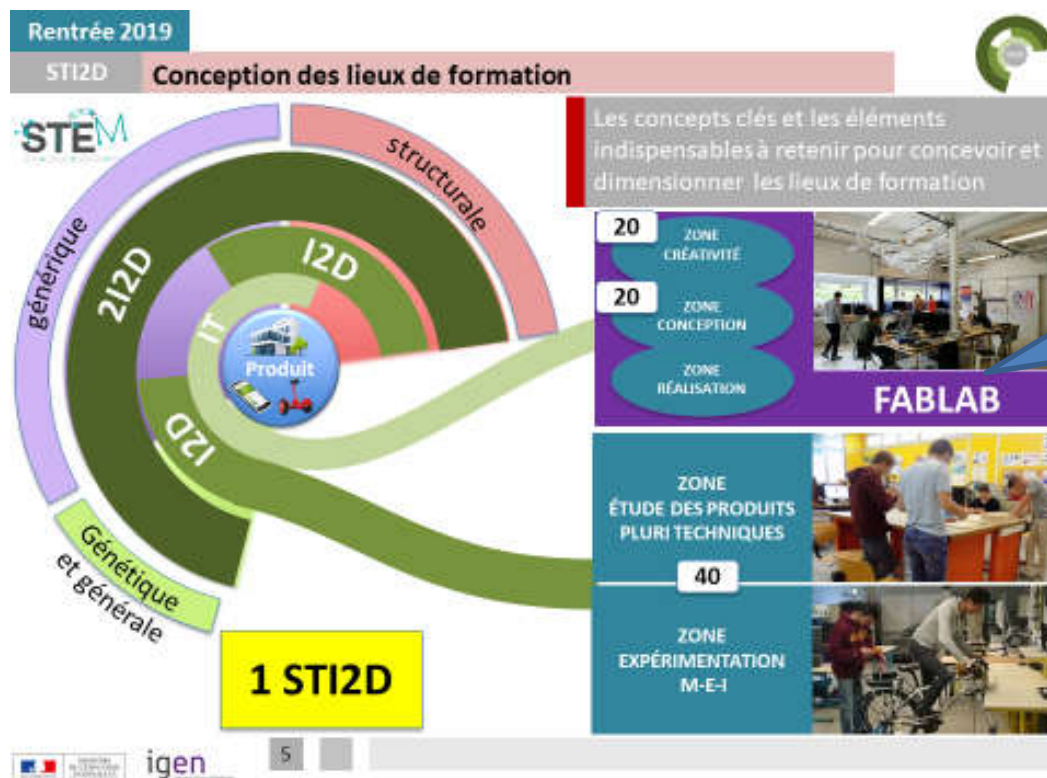 Rentrée 2019
STI2D
Conception des lieux de formation
STEM
Les concepts clés et les éléments
indispensables à retenir pour concevoir et
dimensionner les lieux de formation
générique
structurale
2I2D
I2D
IT
Produit
I2D
Génétique
et générale
20
ZONE
CRÉATIVITÉ
20
ZONE
CONCEPTION
ZONE
RÉALISATION
FABLAB
ZONE
ÉTUDE DES PRODUITS
PLURI TECHNIQUES
40
ZONE
EXPÉRIMENTATION
M-E-I
1 STI2D
igen
5